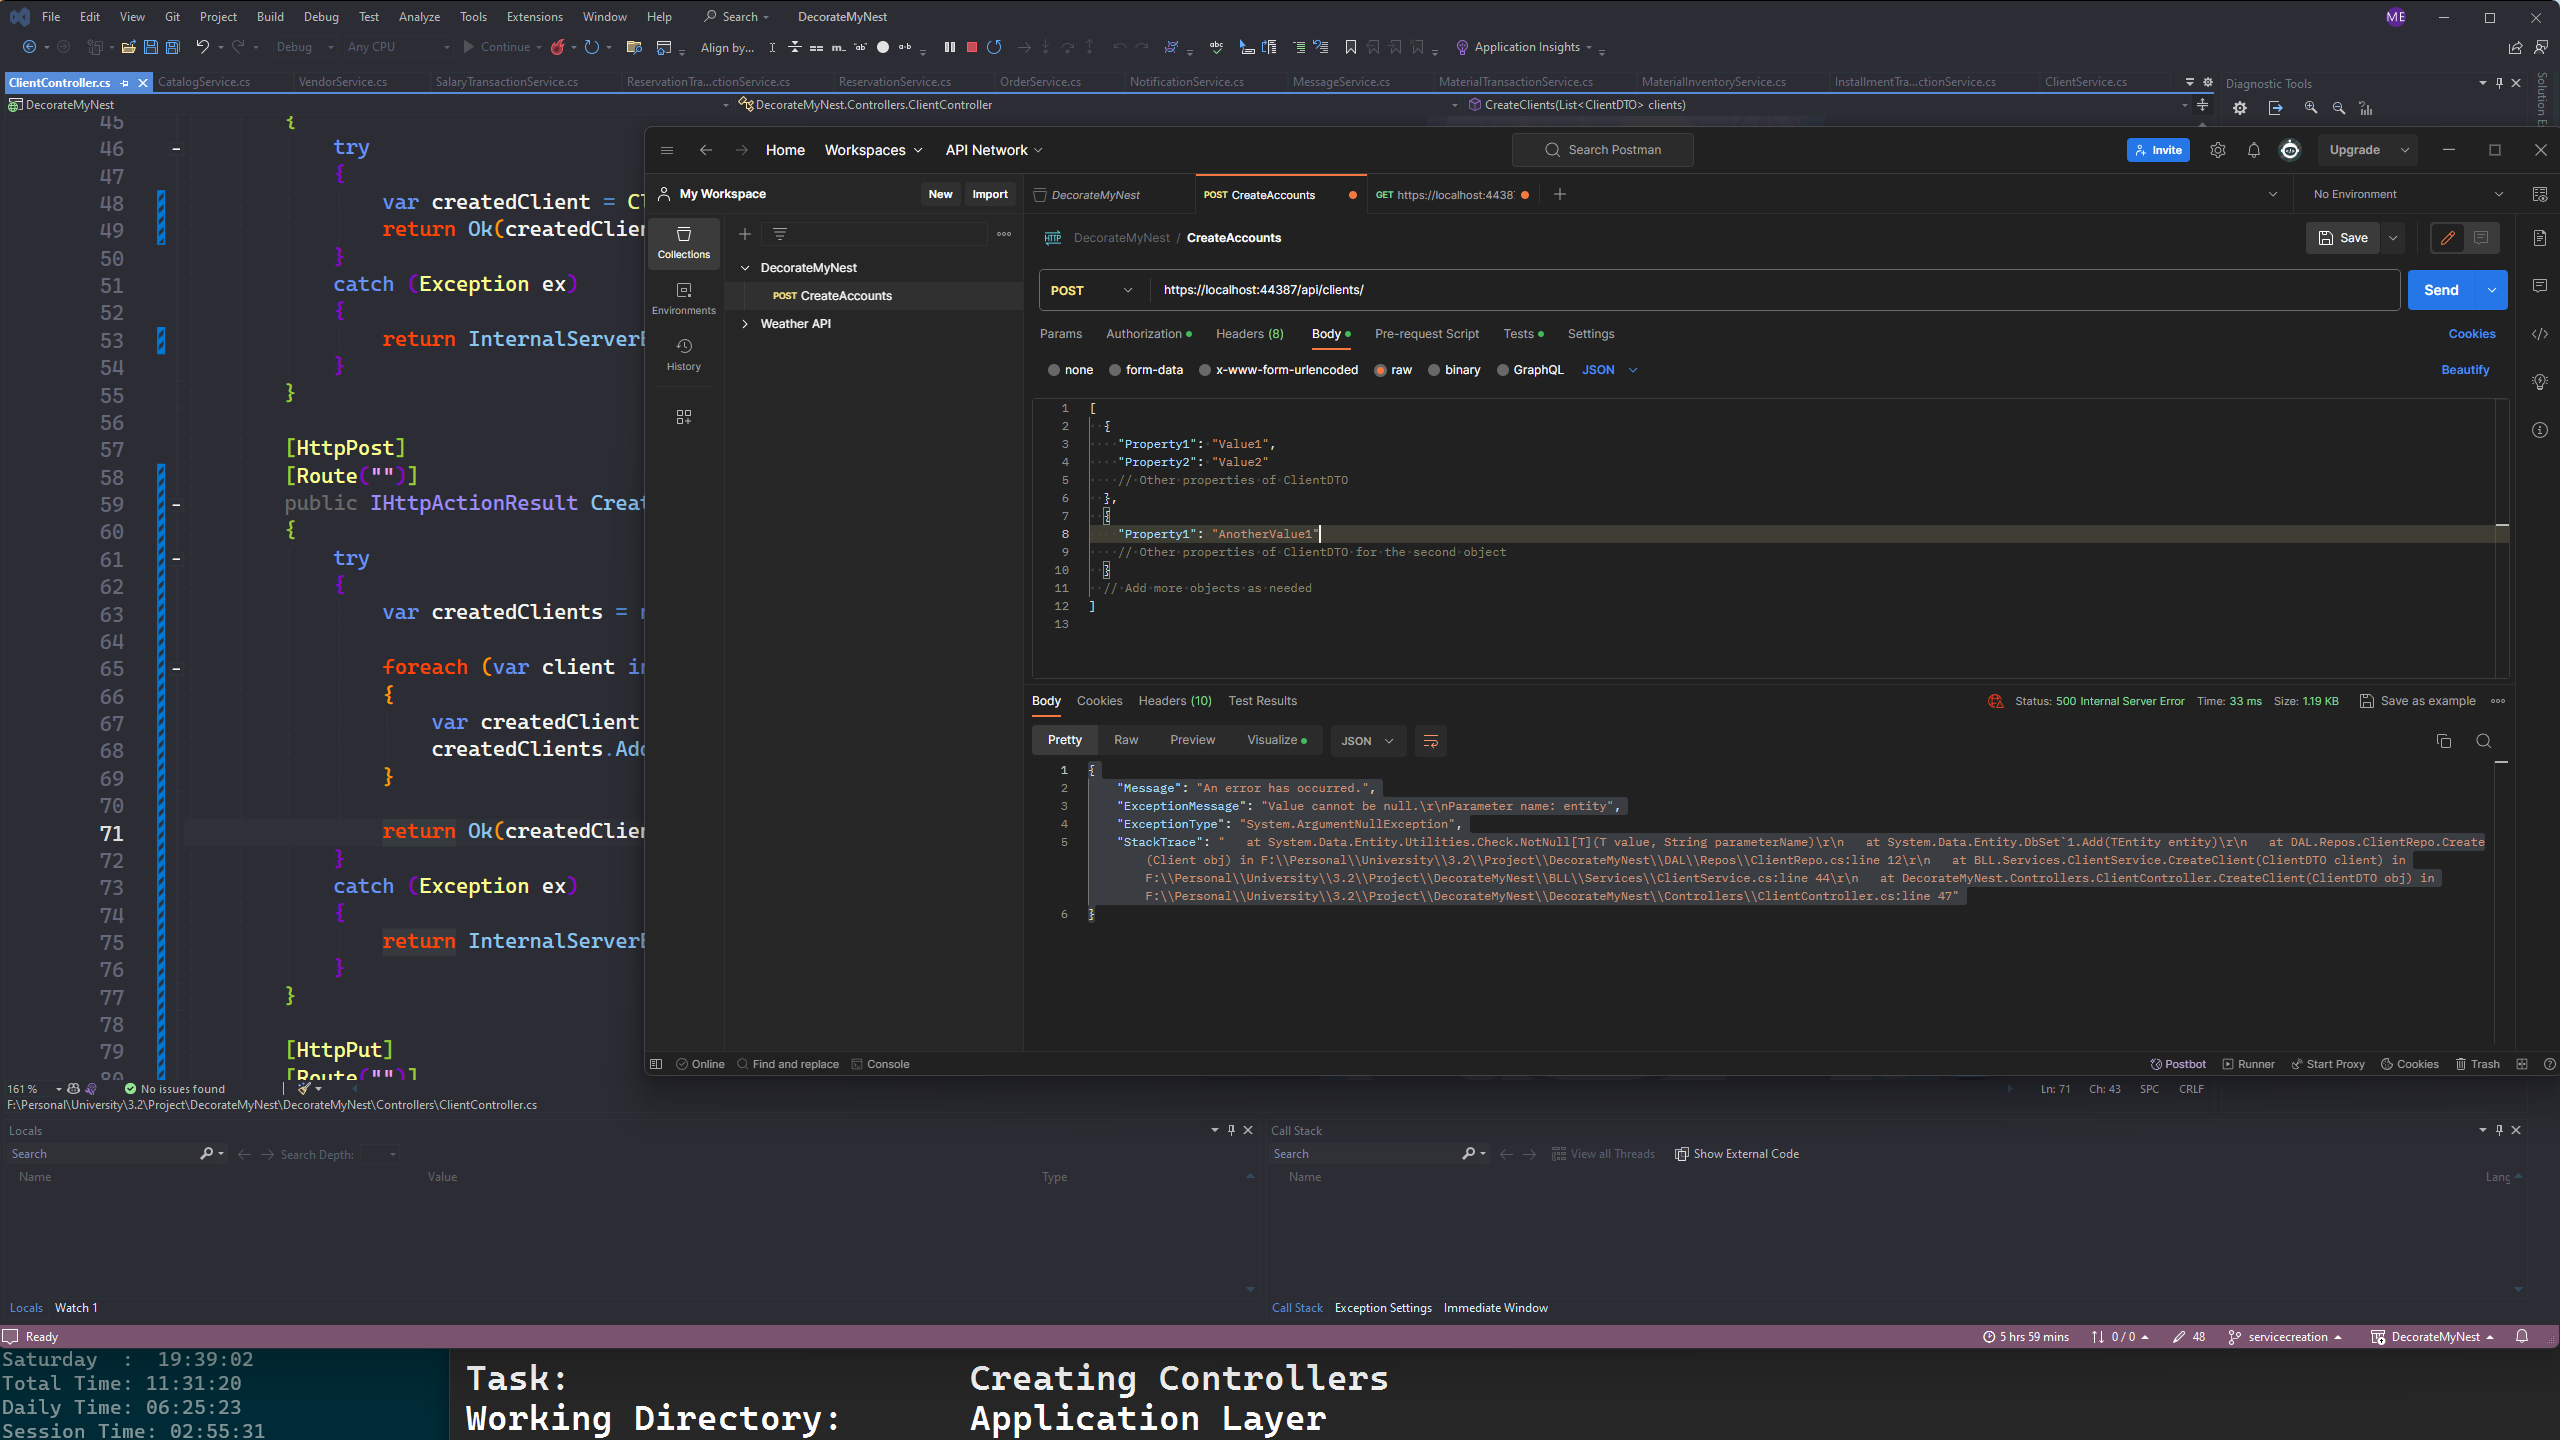 File Edit View Git Project Build Debug Test Analyze Tools Extensions Window Help Search DecorateMyNest ME
Debug Any CPU Continue Align by... Application Insights
ClientController.cs CatalogService.cs VendorService.cs SalaryTransactionService.cs ReservationTra...ctionService.cs ReservationService.cs OrderService.cs NotificationService.cs MessageService.cs MaterialTransactionService.cs MaterialInventoryService.cs InstallmentTra...ctionService.cs ClientService.cs Diagnostic Tools
DecorateMyNest DecorateMyNest.Controllers.ClientController CreateClients(List<ClientDTO> clients)
45 {
46 try
47 {
48 var createdClient = Cl
49 return Ok(createdClien
50 }
51 catch (Exception ex)
52 {
53 return InternalServerE
54 }
55 }
56
57 [HttpPost]
58 [Route("")]
59 public IHttpActionResult Creat
60 {
61 try
62 {
63 var createdClients = n
64
65 foreach (var client in
66 {
67 var createdClient
68 createdClients.Add
69 }
70
71 return Ok(createdClien
72 }
73 catch (Exception ex)
74 {
75 return InternalServerE
76 }
77 }
78
79 [HttpPut]
80 [Route("")]
Home Workspaces API Network Search Postman Invite Upgrade
My Workspace New Import DecorateMyNest POST CreateAccounts GET https://localhost:4438 No Environment
Collections
Environments
History
DecorateMyNest
POST CreateAccounts
Weather API
HTTP DecorateMyNest / CreateAccounts Save
POST https://localhost:44387/api/clients/ Send
Params Authorization Headers (8) Body Pre-request Script Tests Settings Cookies
none form-data x-www-form-urlencoded raw binary GraphQL JSON Beautify
1 [
2 {
3 "Property1": "Value1",
4 "Property2": "Value2"
5 // Other properties of ClientDTO
6 },
7 {
8 "Property1": "AnotherValue1"
9 // Other properties of ClientDTO for the second object
10 }
11 // Add more objects as needed
12 ]
13
Body Cookies Headers (10) Test Results Status: 500 Internal Server Error Time: 33 ms Size: 1.19 KB Save as example
Pretty Raw Preview Visualize JSON
1 {
2 "Message": "An error has occurred.",
3 "ExceptionMessage": "Value cannot be null.\r\nParameter name: entity",
4 "ExceptionType": "System.ArgumentNullException",
5 "StackTrace": "   at System.Data.Entity.Utilities.Check.NotNull[T](T value, String parameterName)\r\n   at System.Data.Entity.DbSet`1.Add(TEntity entity)\r\n   at DAL.Repos.ClientRepo.Create
(Client obj) in F:\\Personal\\University\\3.2\\Project\\DecorateMyNest\\DAL\\Repos\\ClientRepo.cs:line 12\r\n   at BLL.Services.ClientService.CreateClient(ClientDTO client) in
F:\\Personal\\University\\3.2\\Project\\DecorateMyNest\\BLL\\Services\\ClientService.cs:line 44\r\n   at DecorateMyNest.Controllers.ClientController.CreateClient(ClientDTO obj) in
F:\\Personal\\University\\3.2\\Project\\DecorateMyNest\\DecorateMyNest\\Controllers\\ClientController.cs:line 47"
6 }
Online Find and replace Console Postbot Runner Start Proxy Cookies Trash
161 % No issues found Ln: 71 Ch: 43 SPC CRLF
F:\Personal\University\3.2\Project\DecorateMyNest\DecorateMyNest\Controllers\ClientController.cs
Locals
Search Search Depth:
Name Value Type
Locals Watch 1
Call Stack
Search View all Threads Show External Code
Name Lang
Call Stack Exception Settings Immediate Window
Ready 5 hrs 59 mins 0 / 0 48 servicecreation DecorateMyNest
Saturday : 19:39:02
Total Time: 11:31:20
Daily Time: 06:25:23
Session Time: 02:55:31
Task: Creating Controllers
Working Directory: Application Layer